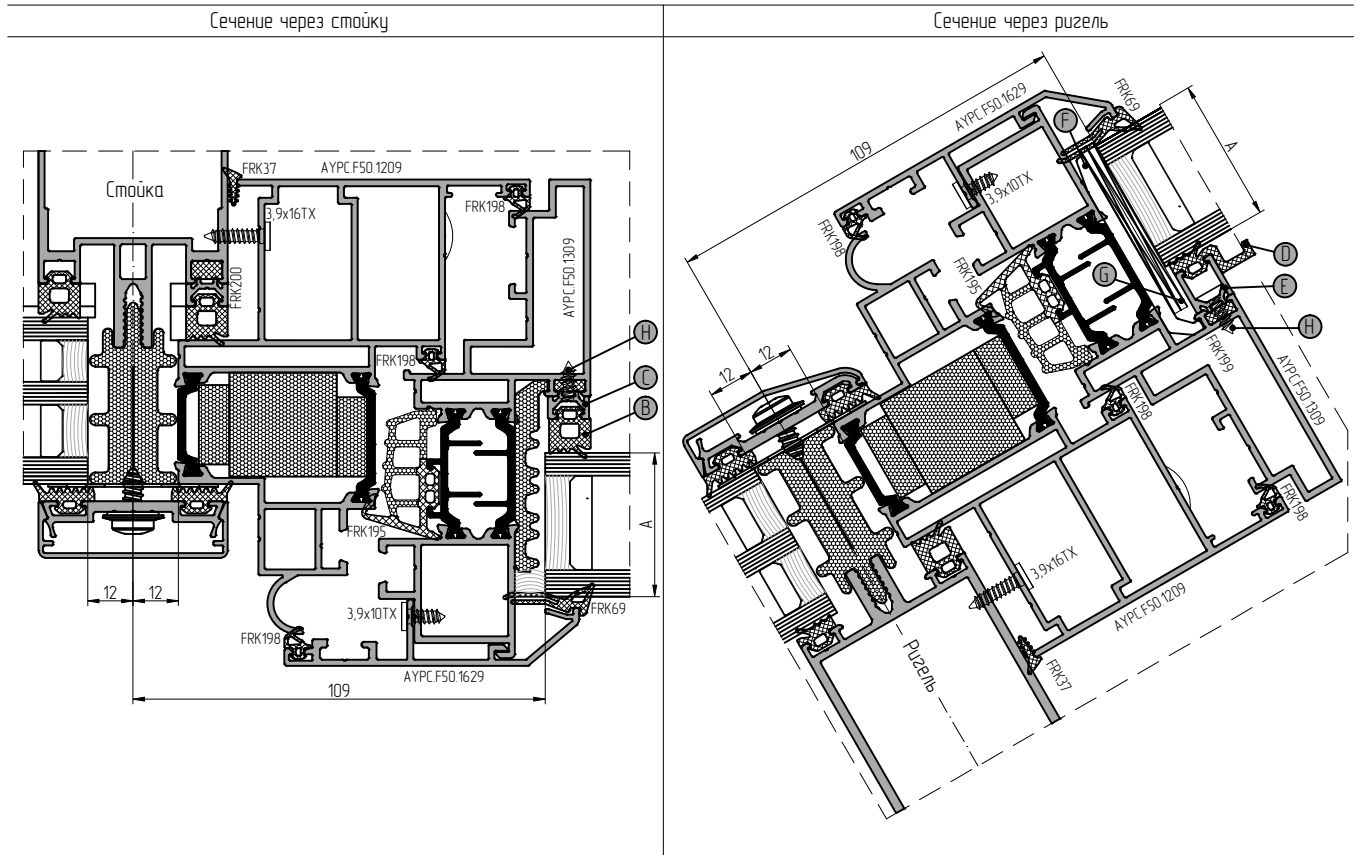 Сечение через стойку
Сечение через ригель
Стойка
FRK37
AYPC.F50.1209
3,9x16TX
FRK198
FRK200
AYPC.F50.1309
FRK198
H
C
B
A
FRK195
12
12
3,9x10TX
FRK198
FRK69
AYPC.F50.1629
109
109
AYPC.F50.1629
F
FRK69
A
3,9x10TX
FRK198
FRK195
G
D
E
H
FRK199
12
12
FRK198
AYPC.F50.1309
FRK198
3,9x16TX
AYPC.F50.1209
FRK37
Ригель